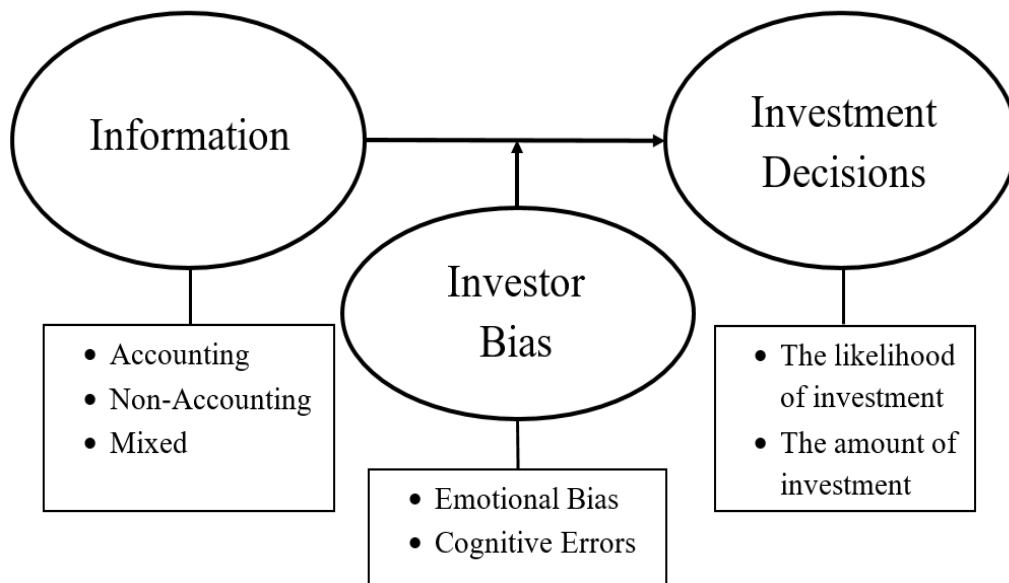 Information
Investment
Decisions
Investor
Bias
• Accounting
• Non-Accounting
• Mixed
• The likelihood
of investment
• The amount of
investment
• Emotional Bias
• Cognitive Errors